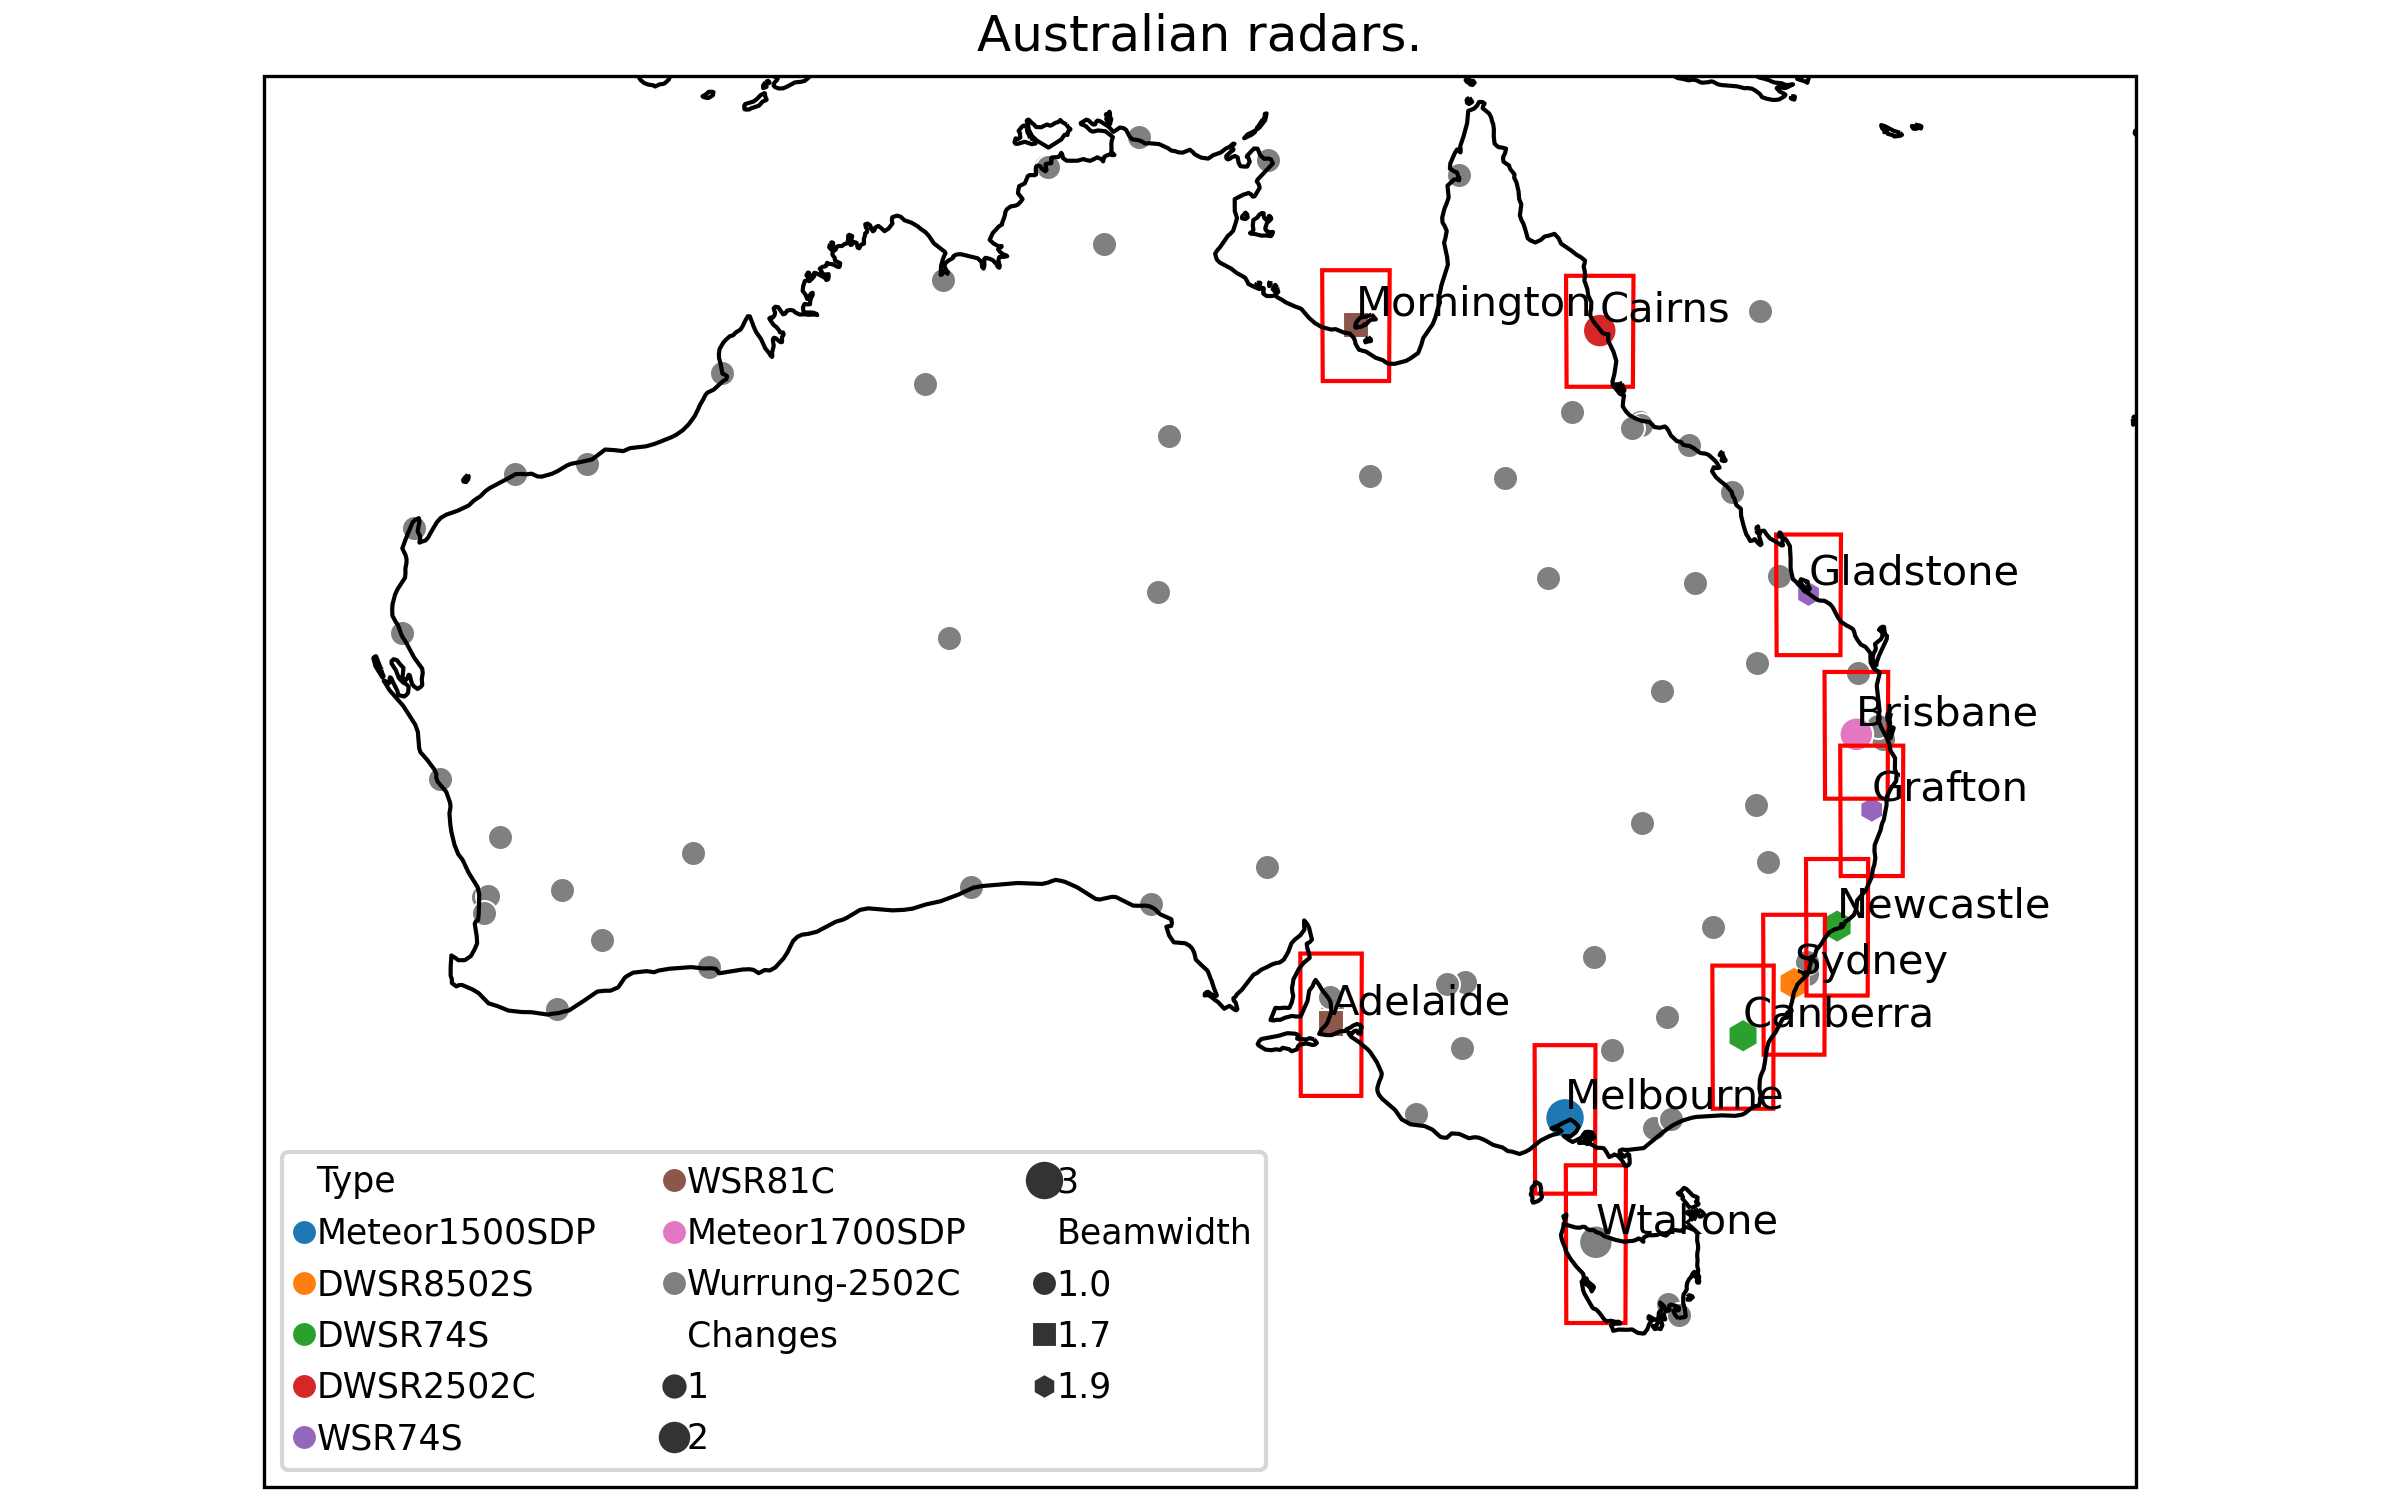 Australian radars.
Mornington
Cairns
Gladstone
Brisbane
Grafton
Newcastle
Sydney
Adelaide
Canberra
Melbourne
Wtakone
Type
Meteor1500SDP
DWSR8502S
DWSR74S
DWSR2502C
WSR74S
WSR81C
Meteor1700SDP
Wurrung-2502C
Changes
1
2
3
Beamwidth
1.0
1.7
1.9